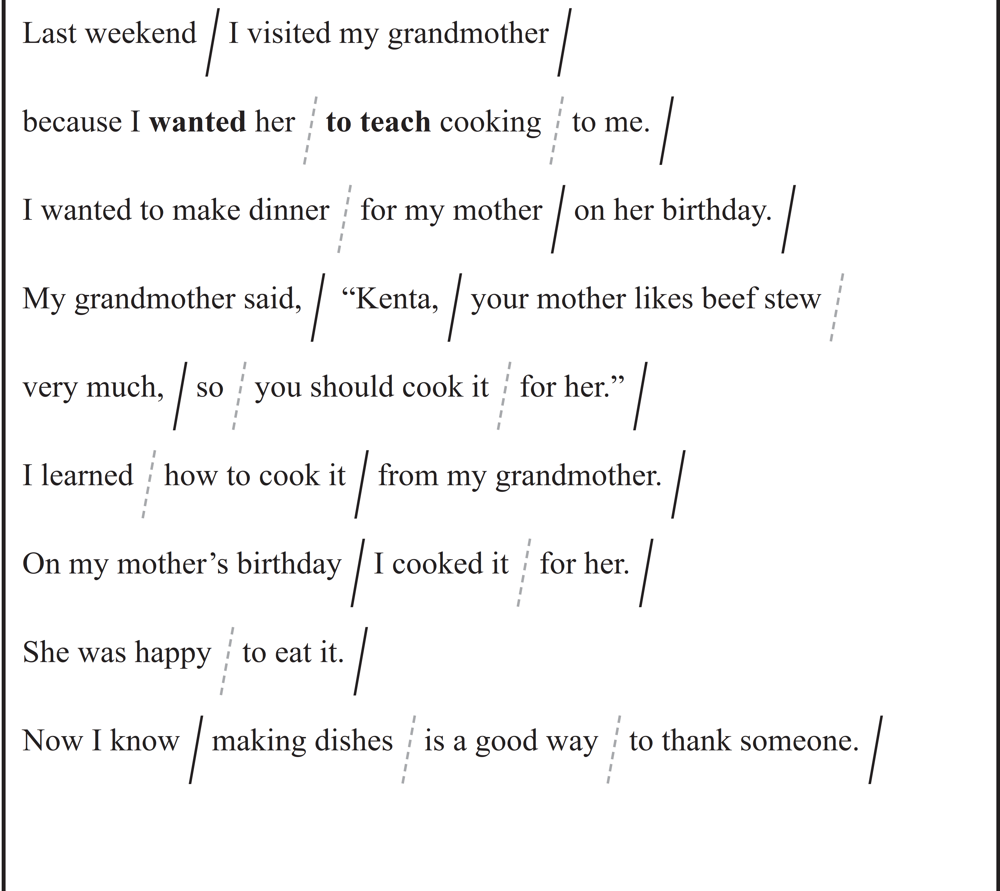 Last weekend / I visited my grandmother /
because I wanted her / to teach cooking / to me. /
I wanted to make dinner / for my mother / on her birthday. /
My grandmother said, / “Kenta, / your mother likes beef stew /
very much, / so / you should cook it / for her.” /
I learned / how to cook it / from my grandmother. /
On my mother’s birthday / I cooked it / for her. /
She was happy / to eat it. /
Now I know / making dishes / is a good way / to thank someone. /